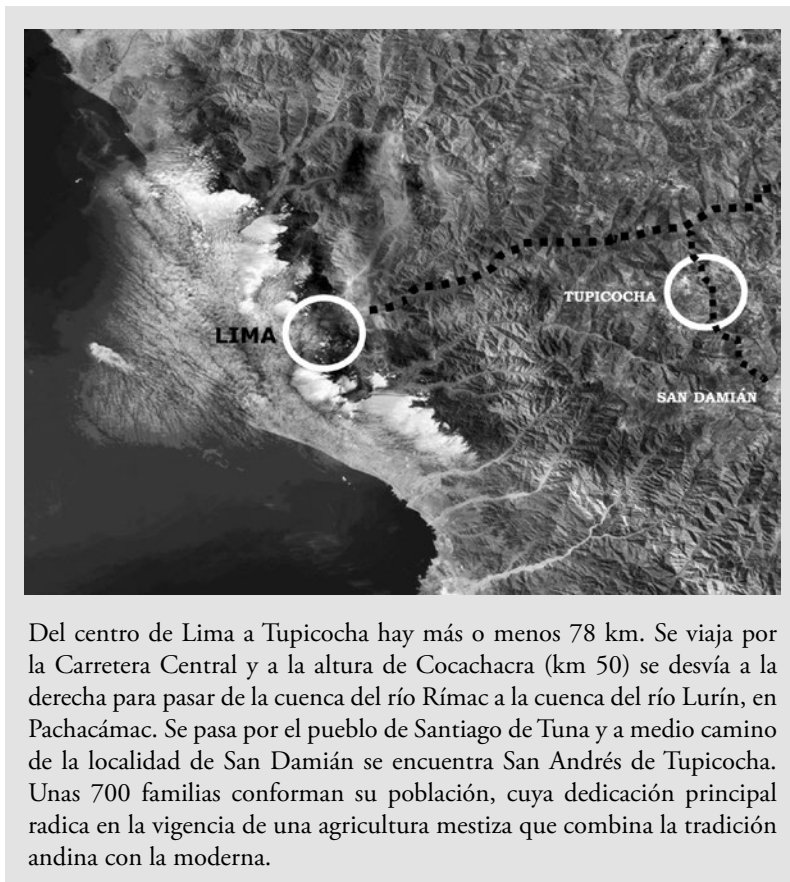 TUPICOCHA
LIMA
SAN DAMIÁN
Del centro de Lima a Tupicocha hay más o menos 78 km. Se viaja por
la Carretera Central y a la altura de Cocachacra (km 50) se desvía a la
derecha para pasar de la cuenca del río Rímac a la cuenca del río Lurín, en
Pachacámac. Se pasa por el pueblo de Santiago de Tuna y a medio camino
de la localidad de San Damián se encuentra San Andrés de Tupicocha.
Unas 700 familias conforman su población, cuya dedicación principal
radica en la vigencia de una agricultura mestiza que combina la tradición
andina con la moderna.